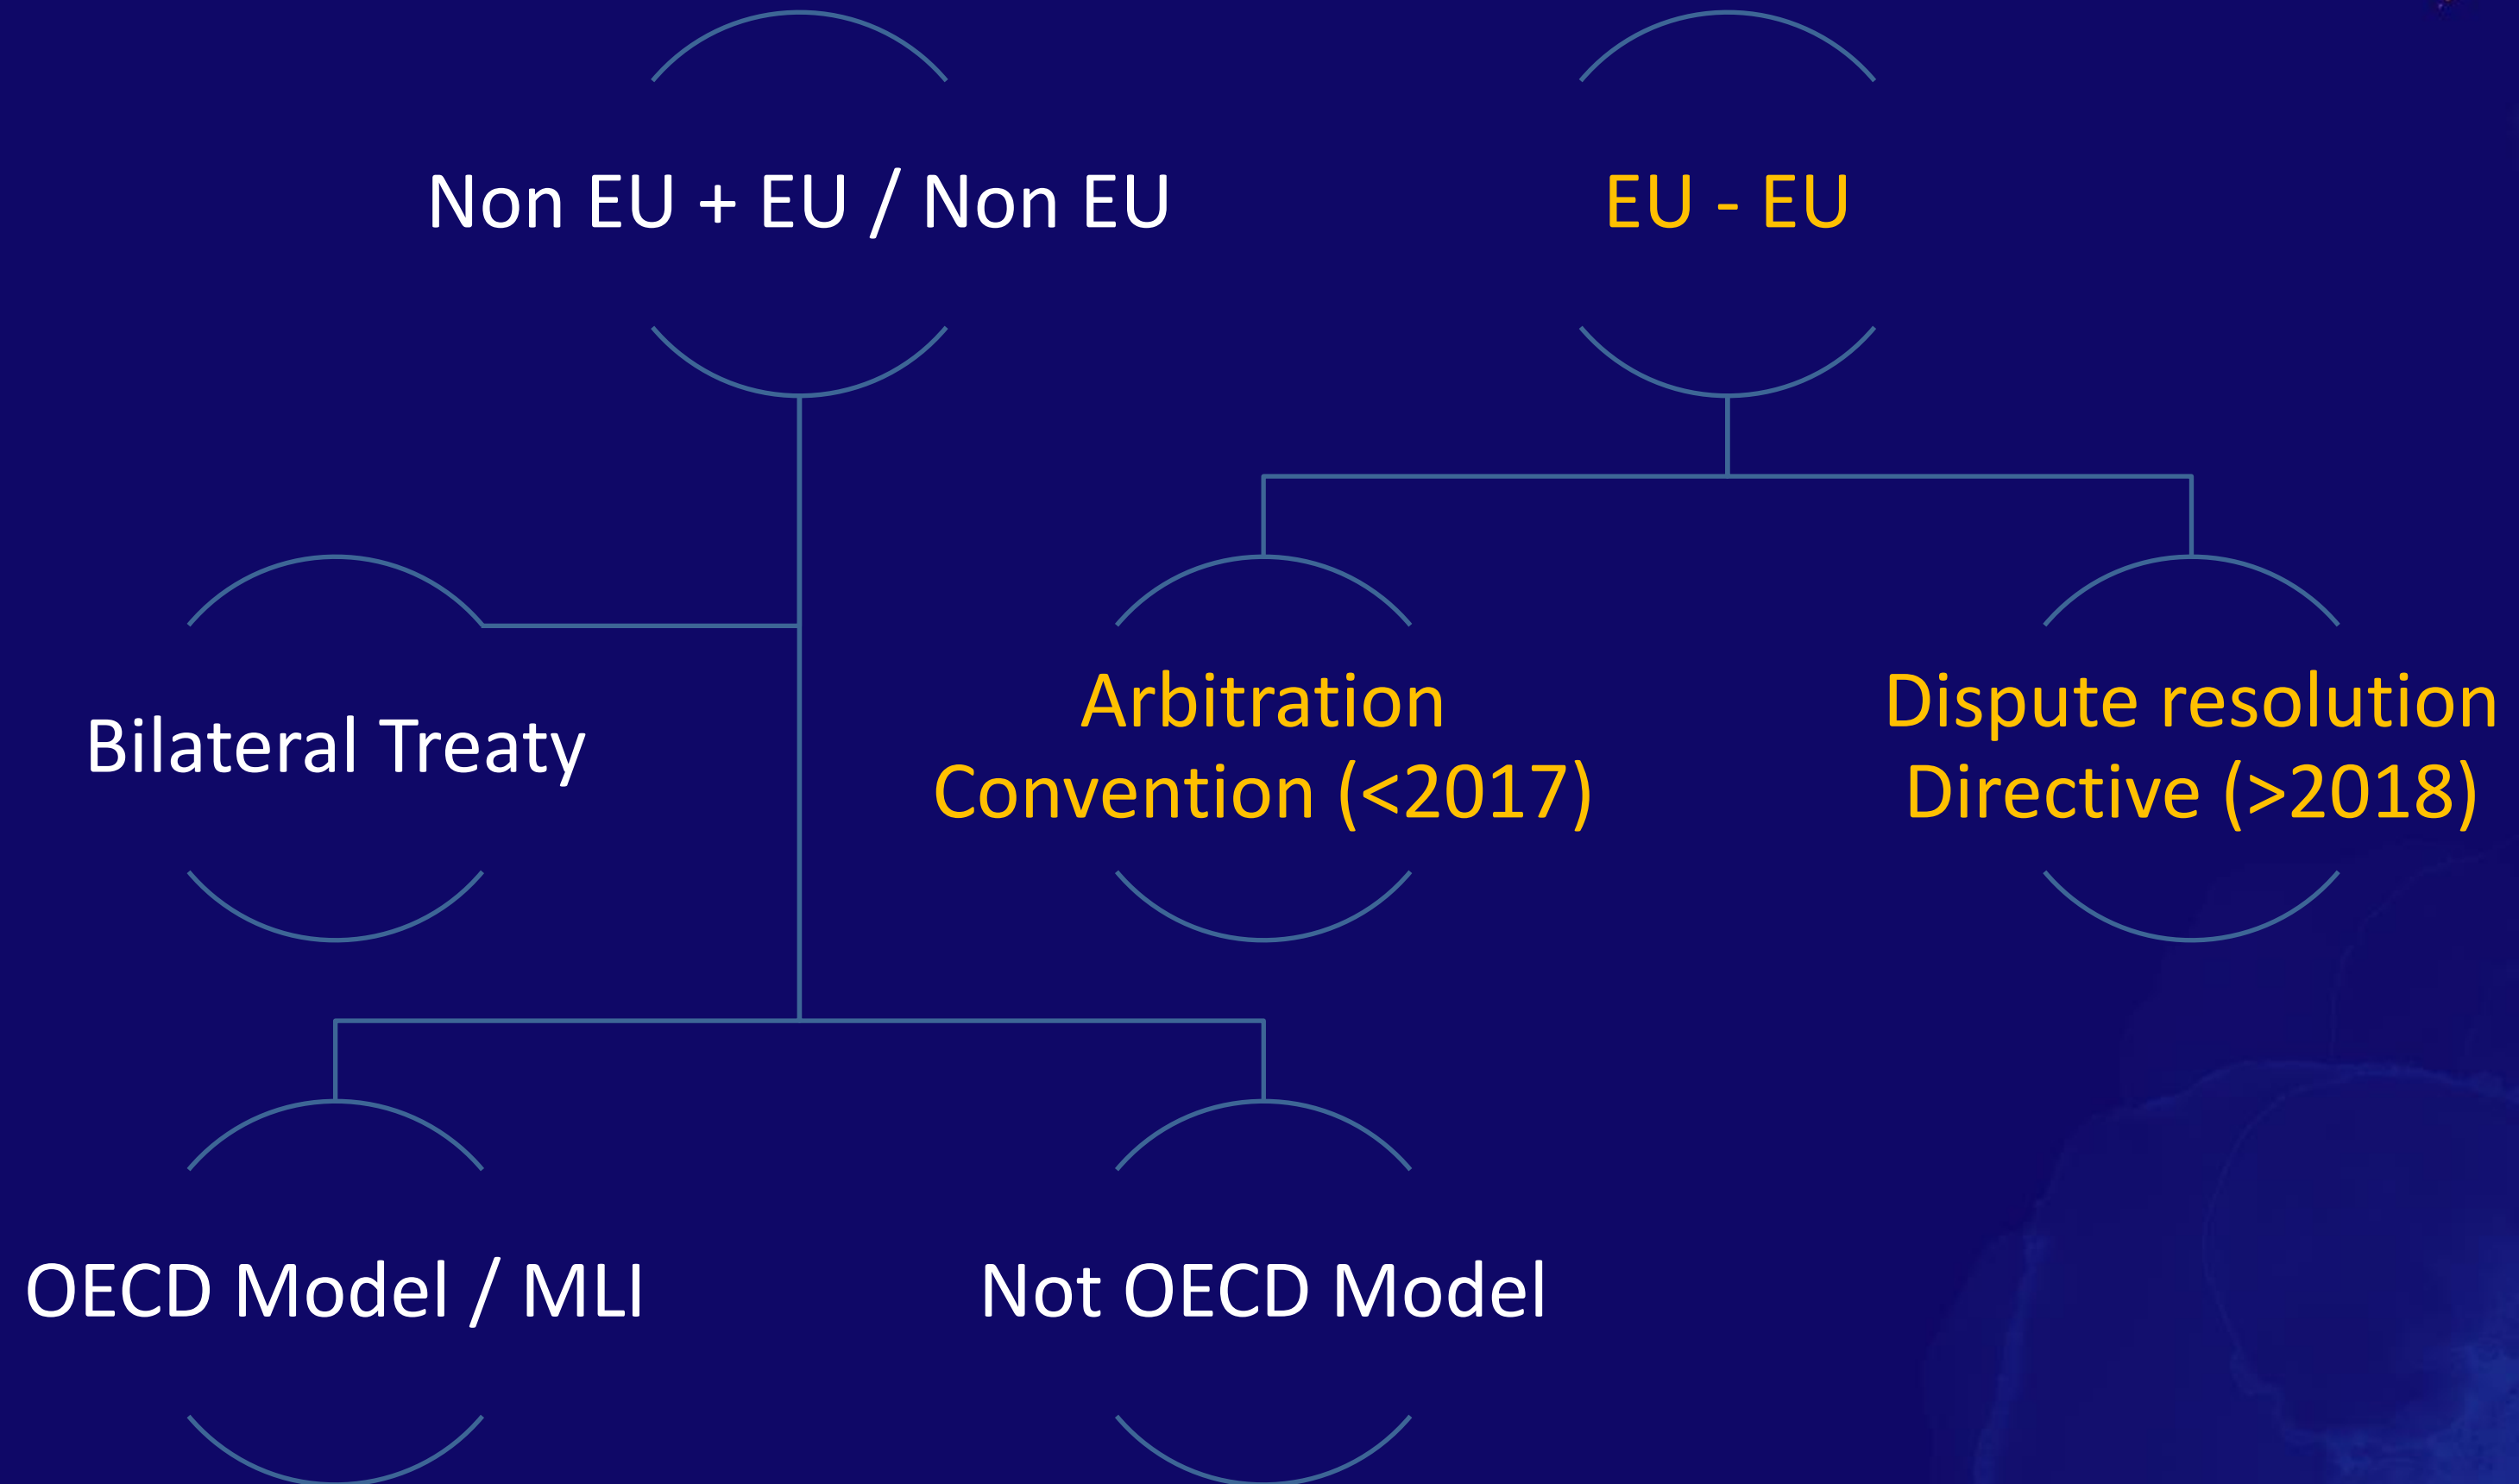 Non EU + EU / Non EU
EU - EU
Bilateral Treaty
Arbitration
Convention (<2017)
Dispute resolution
Directive (>2018)
OECD Model / MLI
Not OECD Model